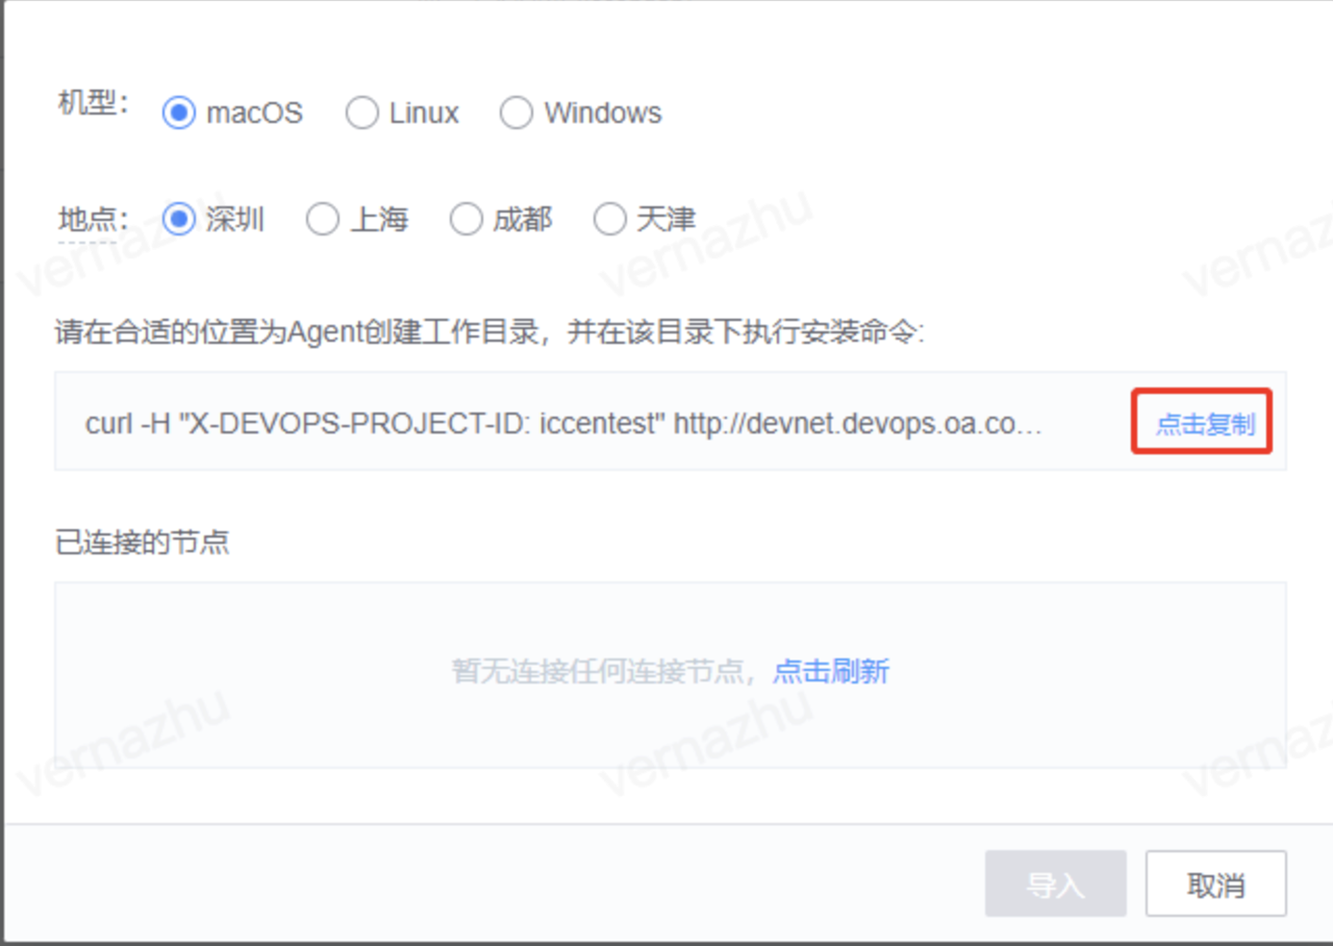 机型： macOS Linux Windows
地点： 深圳 上海 成都 天津
请在合适的位置为Agent创建工作目录，并在该目录下执行安装命令:
curl -H "X-DEVOPS-PROJECT-ID: iccentest" http://devnet.devops.oa.co... 点击复制
已连接的节点
暂无连接任何连接节点，点击刷新
导入 取消
vernazhu
vernazhu
vernaz
vernazhu
vernazhu
vernaz